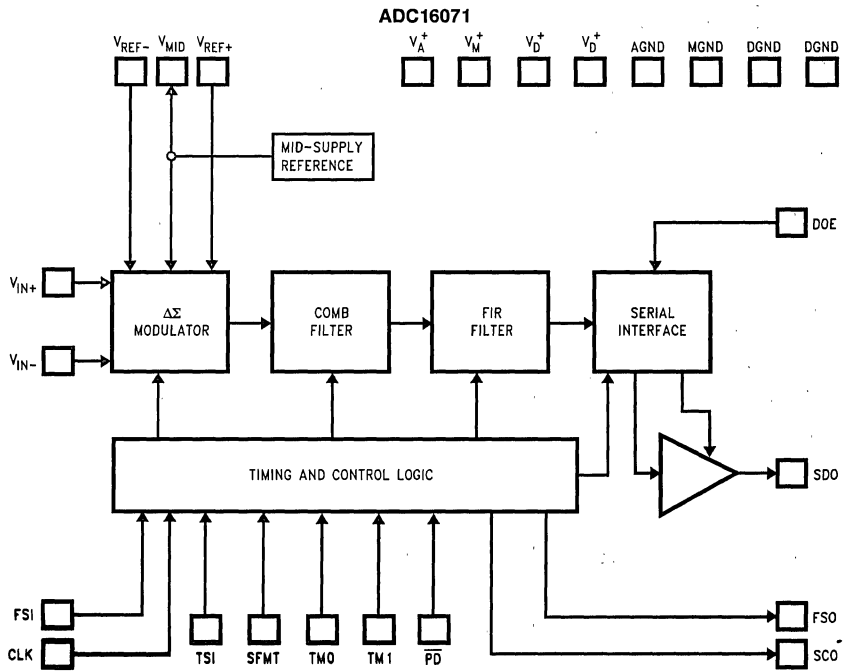 ADC16071
VREF- VMID VREF+ VA+ VM+ VD+ VD+ AGND MGND DGND DGND
MID-SUPPLY
REFERENCE
DOE
VIN+
VIN-
ΔΣ
MODULATOR
COMB
FILTER
FIR
FILTER
SERIAL
INTERFACE
TIMING AND CONTROL LOGIC
SDO
FSI
CLK
TSI SFMT TM0 TM1 P̅D̅
FSO
SCO